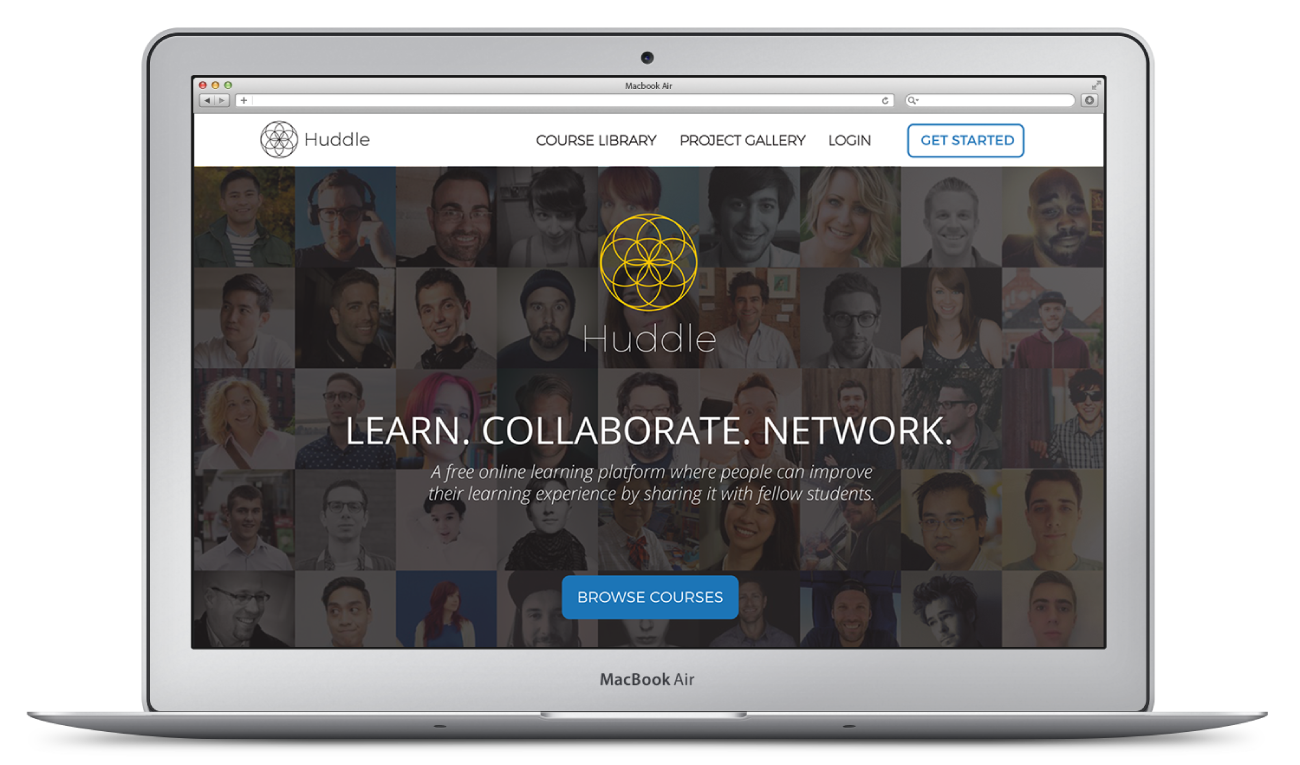 Macbook Air
Huddle
COURSE LIBRARY
PROJECT GALLERY
LOGIN
GET STARTED
Huddle
LEARN. COLLABORATE. NETWORK.
A free online learning platform where people can improve
their learning experience by sharing it with fellow students.
BROWSE COURSES
MacBook Air